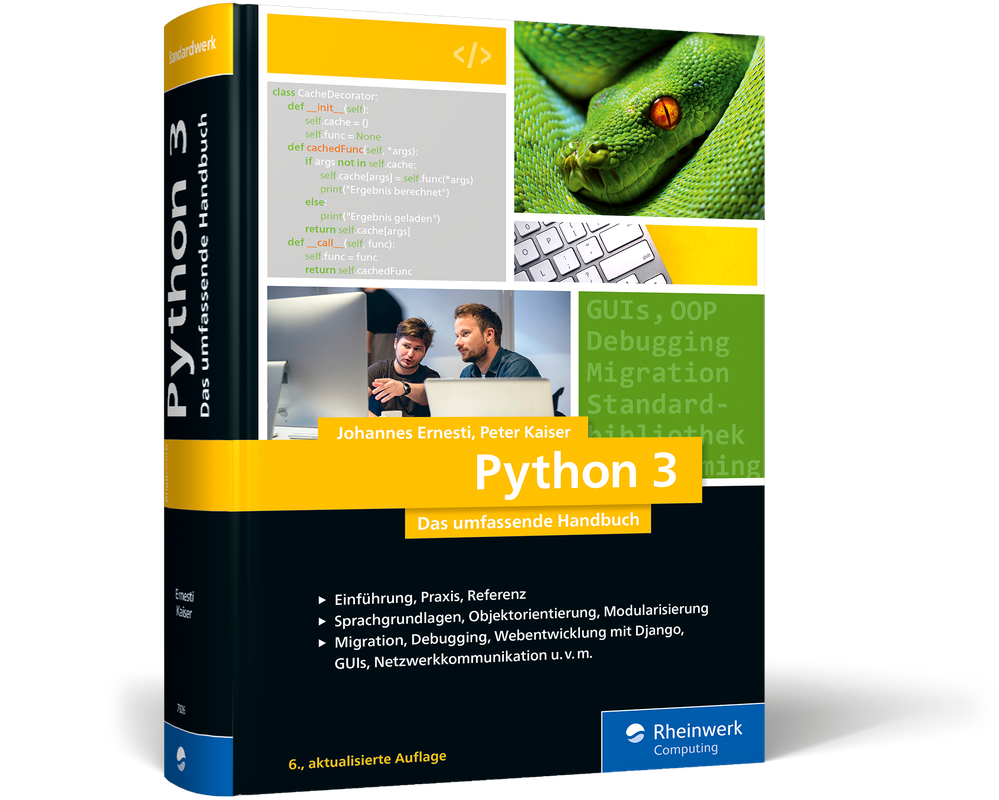 Standardwerk
Python 3
Das umfassende Handbuch
Ernesti
Kaiser
7926
</>
class CacheDecorator:
def __init__(self):
self.cache = {}
self.func = None
def cachedFunc(self, *args):
if args not in self.cache:
self.cache[args] = self.func(*args)
print("Ergebnis berechnet")
else:
print("Ergebnis geladen")
return self.cache[args]
def __call__(self, func):
self.func = func
return self.cachedFunc
O P
L
GUIs, OOP
Debugging
Migration
Standard-
bibliothek
ming
Johannes Ernesti, Peter Kaiser
Python 3
Das umfassende Handbuch
▸ Einführung, Praxis, Referenz
▸ Sprachgrundlagen, Objektorientierung, Modularisierung
▸ Migration, Debugging, Webentwicklung mit Django,
GUIs, Netzwerkkommunikation u. v. m.
6., aktualisierte Auflage
Rheinwerk
Computing